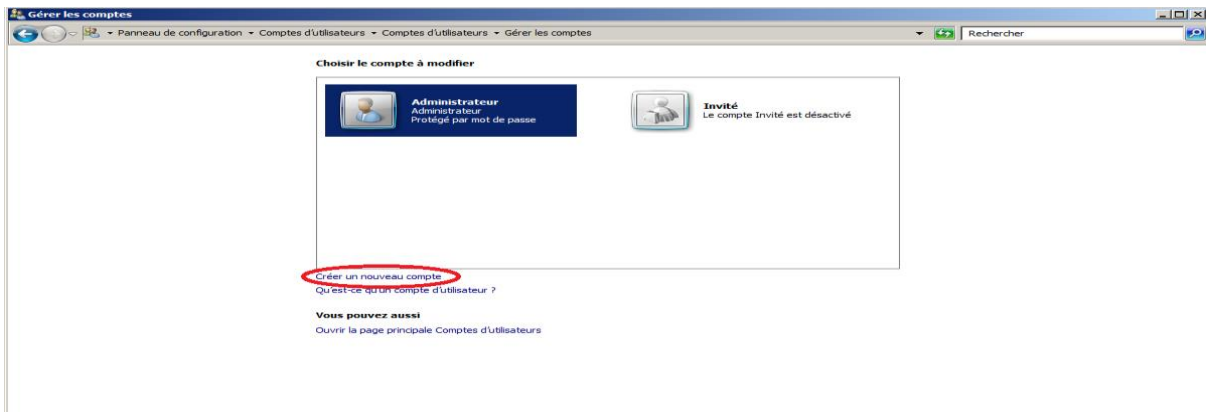 Gérer les comptes
Panneau de configuration Comptes d'utilisateurs Comptes d'utilisateurs Gérer les comptes
Rechercher
Choisir le compte à modifier
Administrateur
Administrateur
Protégé par mot de passe
Invité
Le compte Invité est désactivé
Créer un nouveau compte
Qu'est-ce qu'un compte d'utilisateur ?
Vous pouvez aussi
Ouvrir la page principale Comptes d'utilisateurs